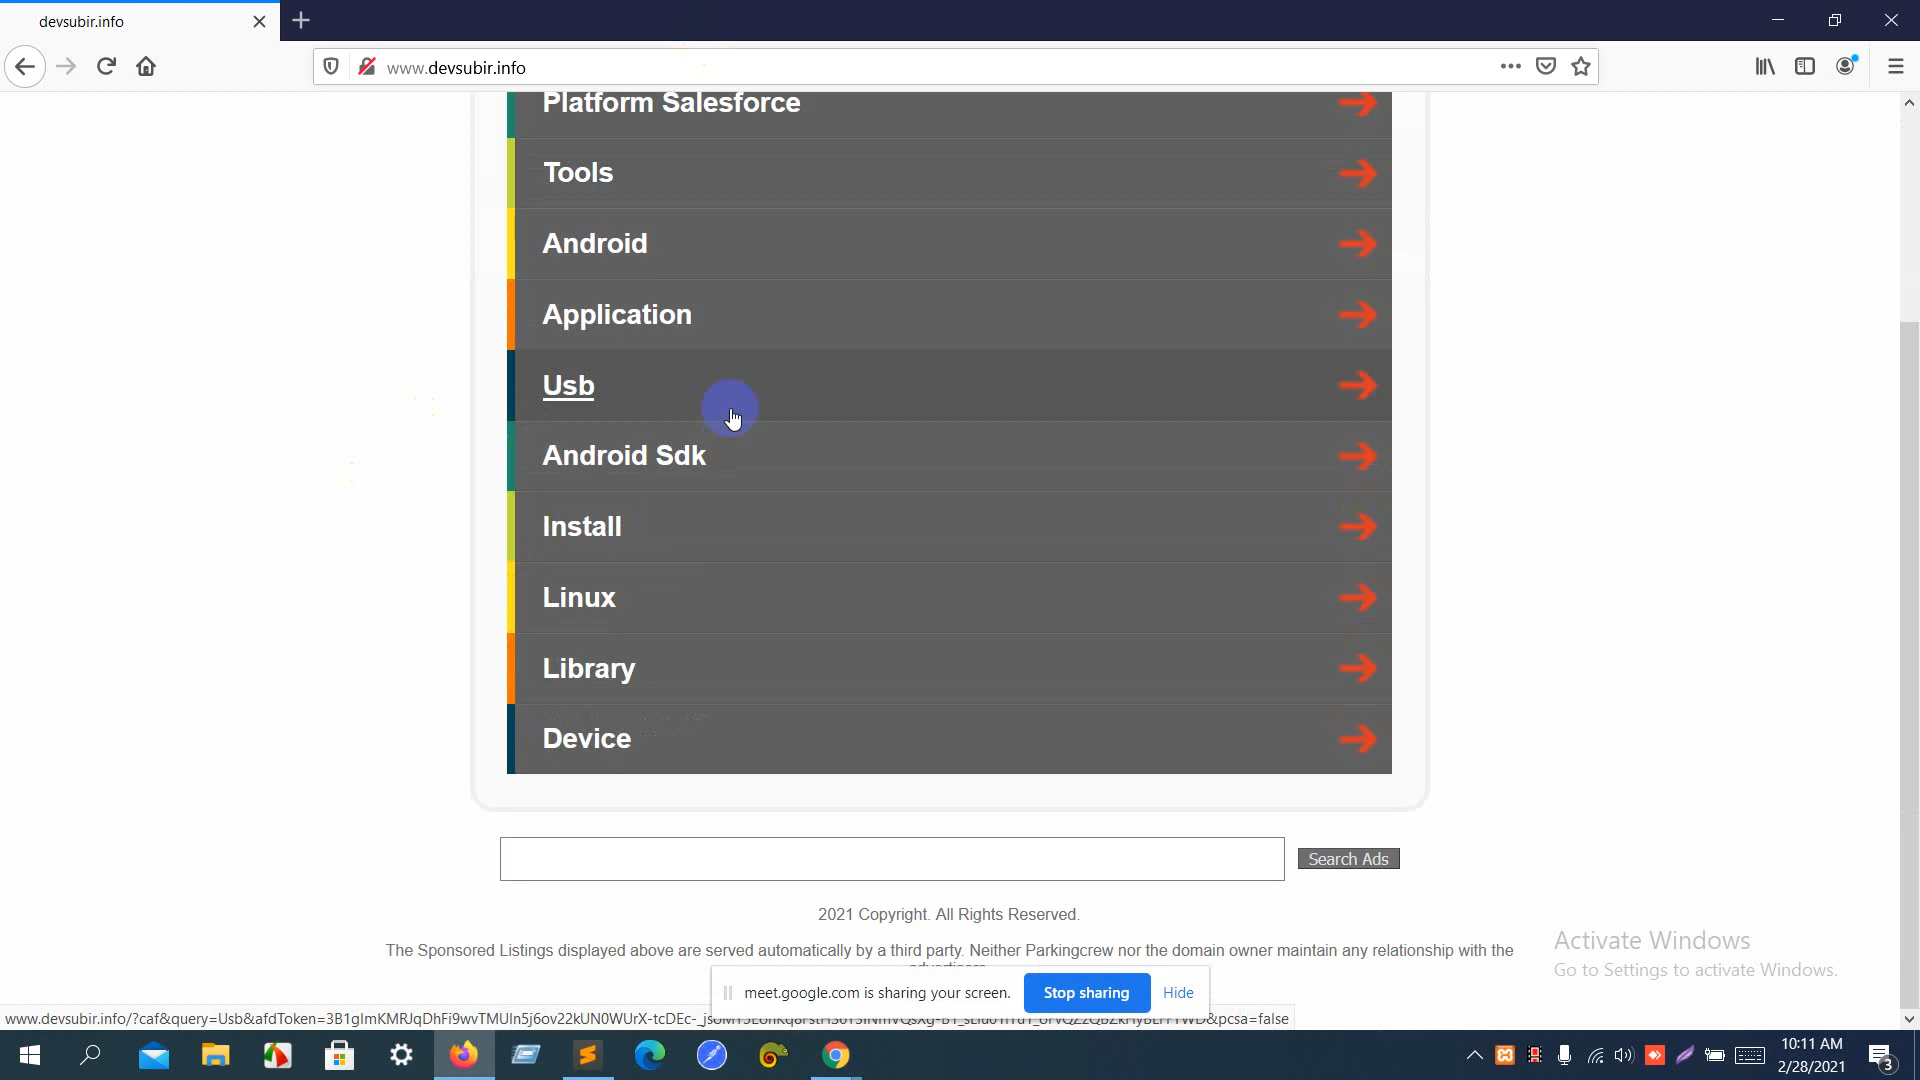 devsubir.info
www.devsubir.info
Platform Salesforce
Tools
Android
Application
Usb
Android Sdk
Install
Linux
Library
Device
Search Ads
2021 Copyright. All Rights Reserved.
The Sponsored Listings displayed above are served automatically by a third party. Neither Parkingcrew nor the domain owner maintain any relationship with the
Activate Windows
Go to Settings to activate Windows.
meet.google.com is sharing your screen.
Stop sharing
Hide
10:11 AM
2/28/2021
3